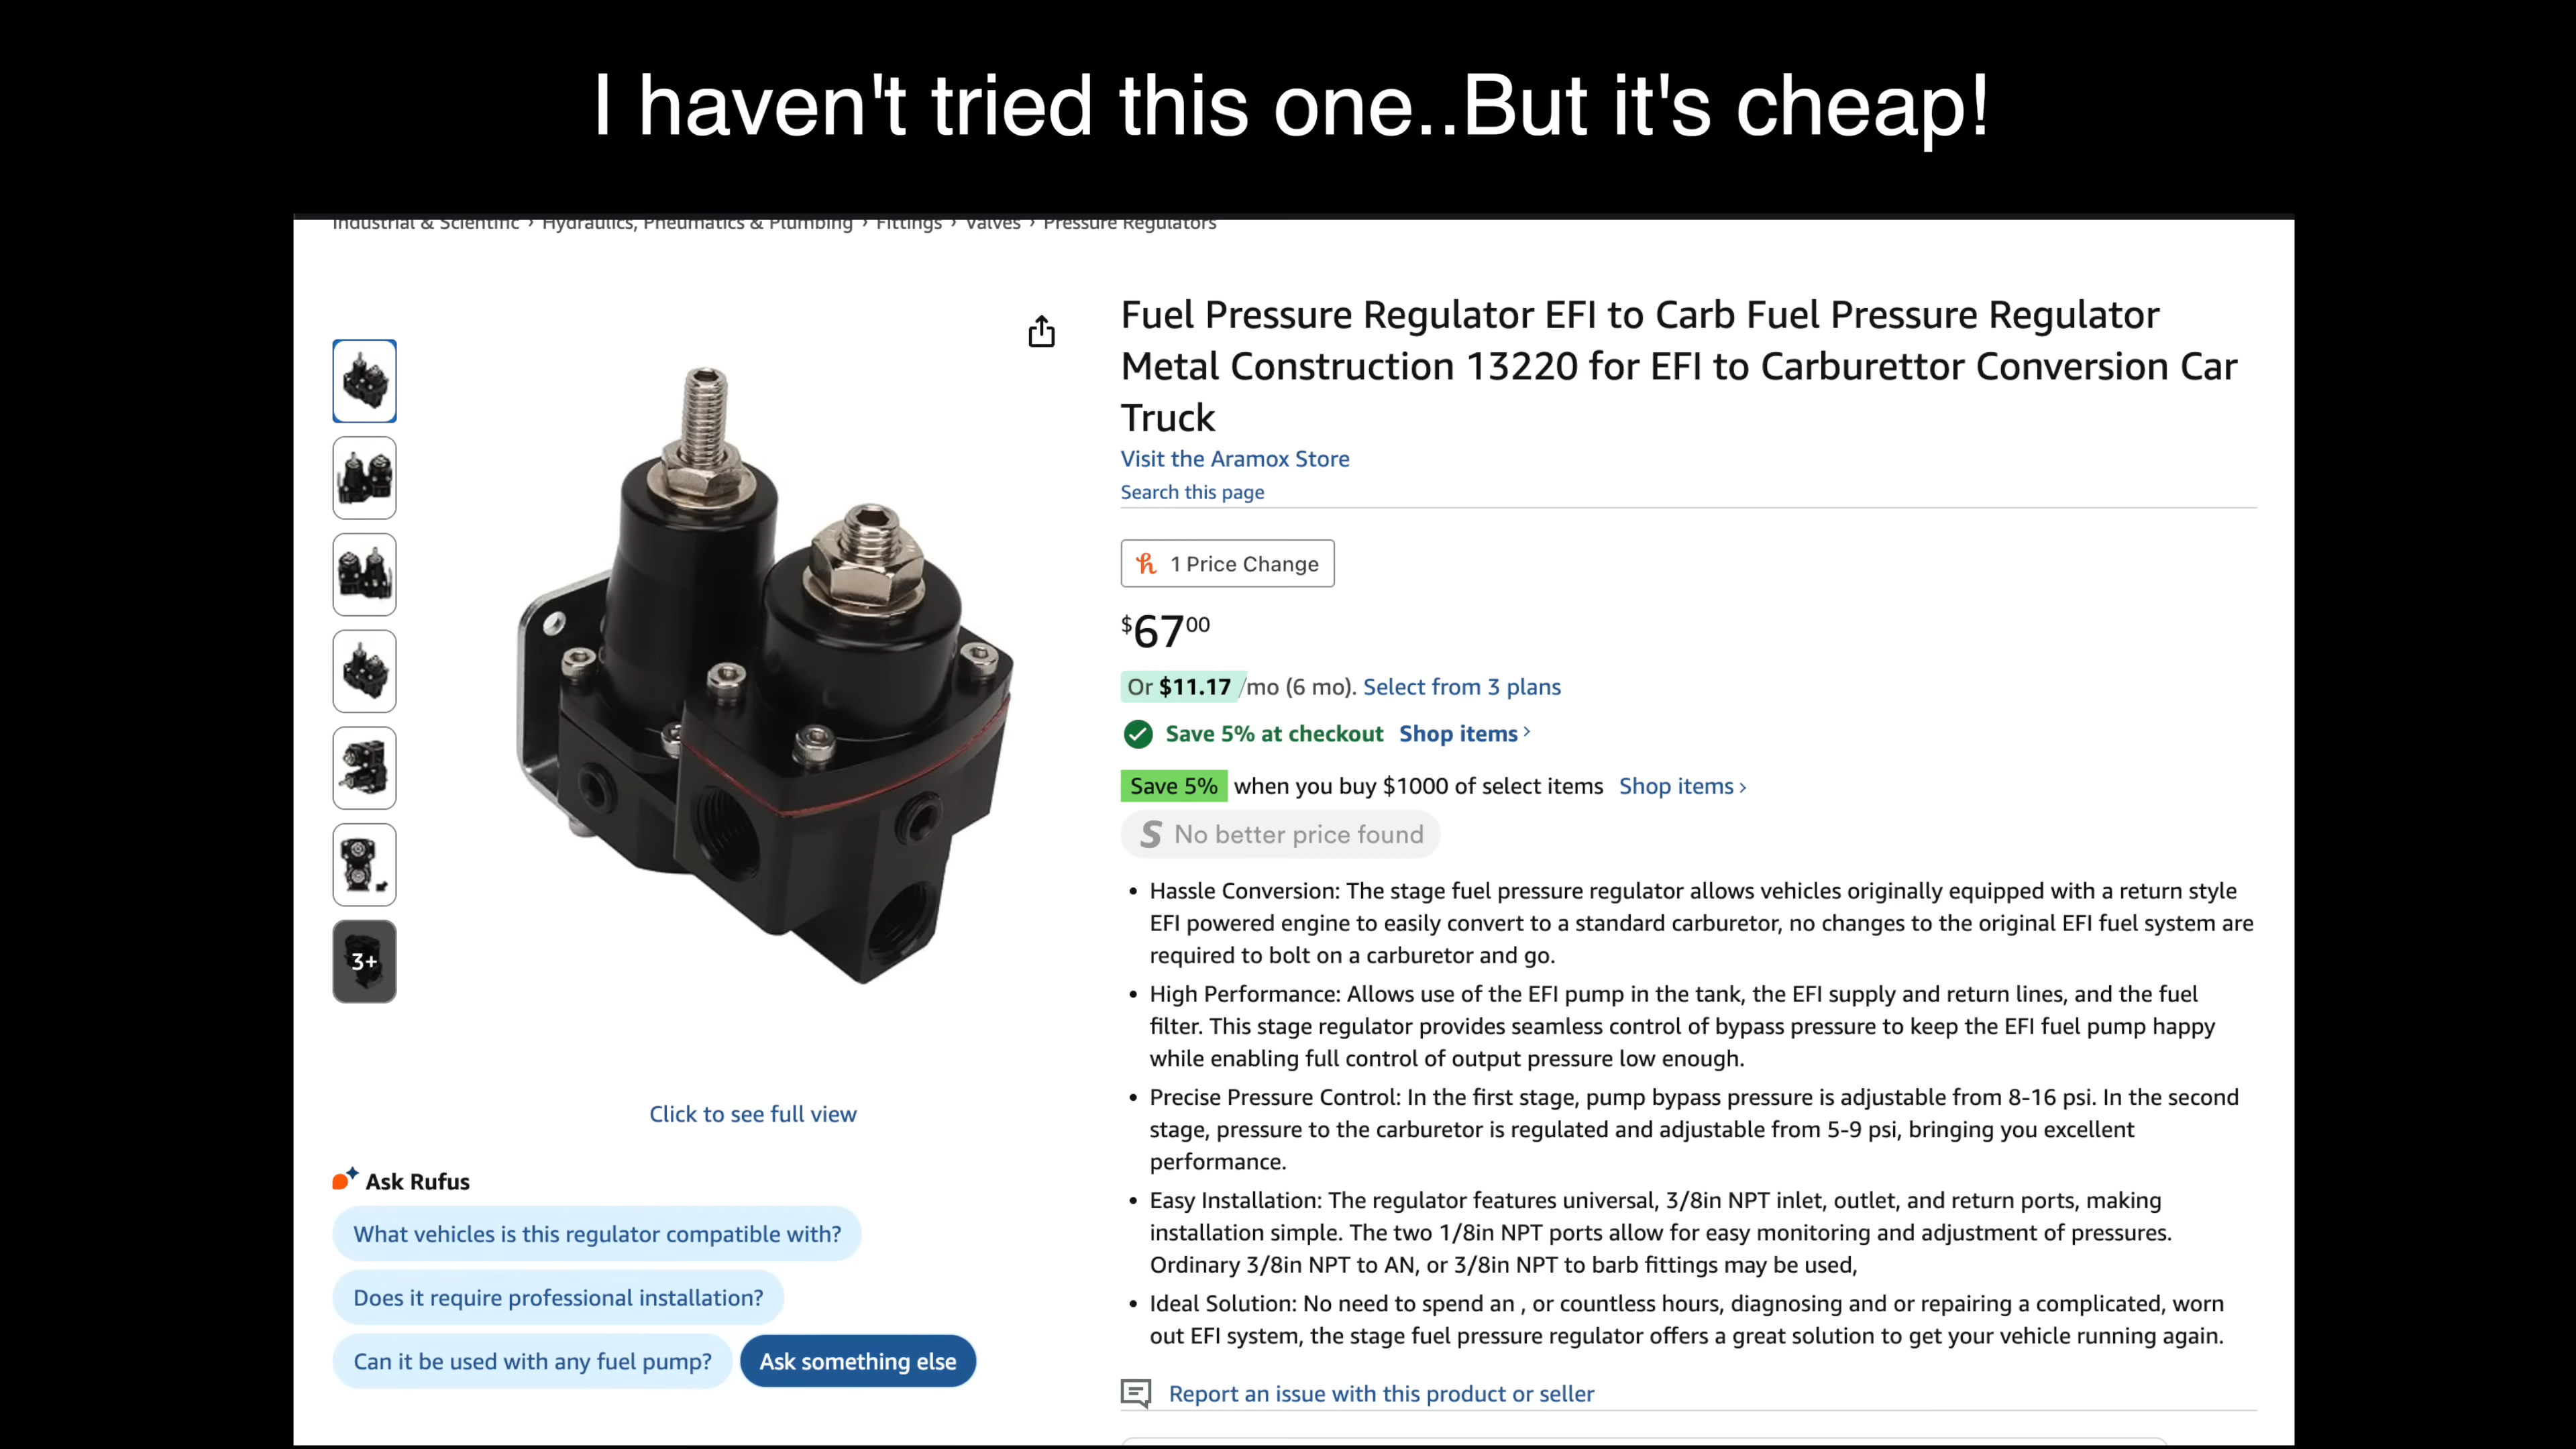 I haven't tried this one..But it's cheap!
Industrial & Scientific › Hydraulics, Pneumatics & Plumbing › Fittings › Valves › Pressure Regulators
Fuel Pressure Regulator EFI to Carb Fuel Pressure Regulator
Metal Construction 13220 for EFI to Carburettor Conversion Car
Truck
Visit the Aramox Store
Search this page
1 Price Change
$6700
Or $11.17 /mo (6 mo). Select from 3 plans
Save 5% at checkout Shop items ›
Save 5% when you buy $1000 of select items Shop items ›
No better price found
• Hassle Conversion: The stage fuel pressure regulator allows vehicles originally equipped with a return style
EFI powered engine to easily convert to a standard carburetor, no changes to the original EFI fuel system are
required to bolt on a carburetor and go.
• High Performance: Allows use of the EFI pump in the tank, the EFI supply and return lines, and the fuel
filter. This stage regulator provides seamless control of bypass pressure to keep the EFI fuel pump happy
while enabling full control of output pressure low enough.
• Precise Pressure Control: In the first stage, pump bypass pressure is adjustable from 8-16 psi. In the second
stage, pressure to the carburetor is regulated and adjustable from 5-9 psi, bringing you excellent
performance.
• Easy Installation: The regulator features universal, 3/8in NPT inlet, outlet, and return ports, making
installation simple. The two 1/8in NPT ports allow for easy monitoring and adjustment of pressures.
Ordinary 3/8in NPT to AN, or 3/8in NPT to barb fittings may be used,
• Ideal Solution: No need to spend an , or countless hours, diagnosing and or repairing a complicated, worn
out EFI system, the stage fuel pressure regulator offers a great solution to get your vehicle running again.
Report an issue with this product or seller
3+
Click to see full view
Ask Rufus
What vehicles is this regulator compatible with?
Does it require professional installation?
Can it be used with any fuel pump?
Ask something else